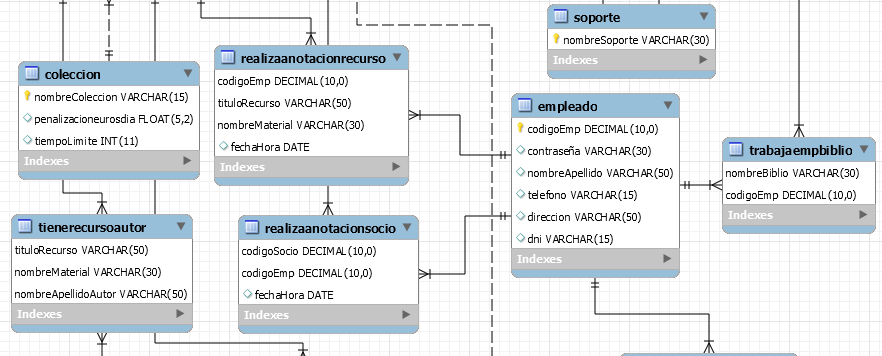 soporte
nombreSoporte VARCHAR(30)
Indexes
coleccion
nombreColeccion VARCHAR(15)
penalizacioneurosdia FLOAT(5,2)
tiempoLimite INT(11)
Indexes
realizaanotacionrecurso
codigoEmp DECIMAL(10,0)
tituloRecurso VARCHAR(50)
nombreMaterial VARCHAR(30)
fechaHora DATE
Indexes
empleado
codigoEmp DECIMAL(10,0)
contraseña VARCHAR(30)
nombreApellido VARCHAR(50)
telefono VARCHAR(15)
direccion VARCHAR(50)
dni VARCHAR(15)
Indexes
trabajaempbiblio
nombreBiblio VARCHAR(30)
codigoEmp DECIMAL(10,0)
Indexes
tienerecursoautor
tituloRecurso VARCHAR(50)
nombreMaterial VARCHAR(30)
nombreApellidoAutor VARCHAR(50)
Indexes
realizaanotacionsocio
codigoSocio DECIMAL(10,0)
codigoEmp DECIMAL(10,0)
fechaHora DATE
Indexes